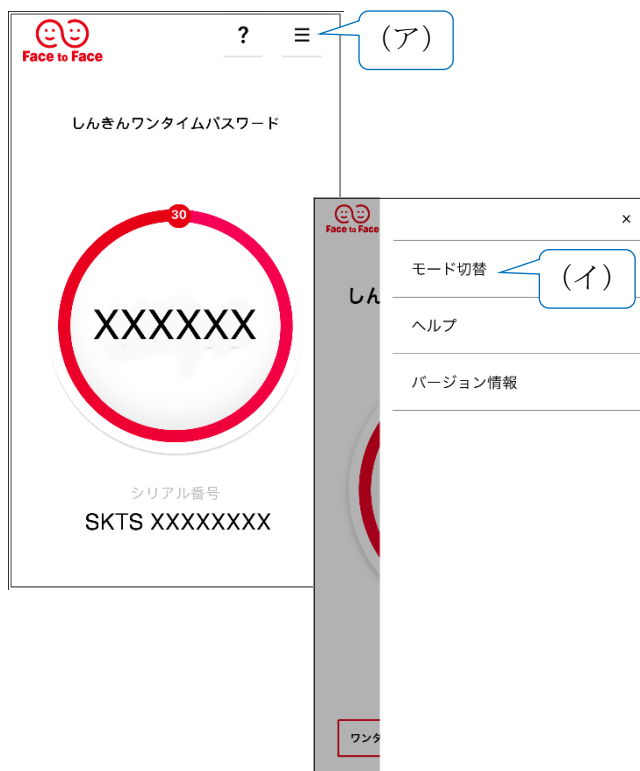 Face to Face
?
(ア)
しんきんワンタイムパスワード
30
XXXXXX
シリアル番号
SKTS XXXXXXXX
Face to Face
×
しん
モード切替
(イ)
ヘルプ
バージョン情報
ワンタ